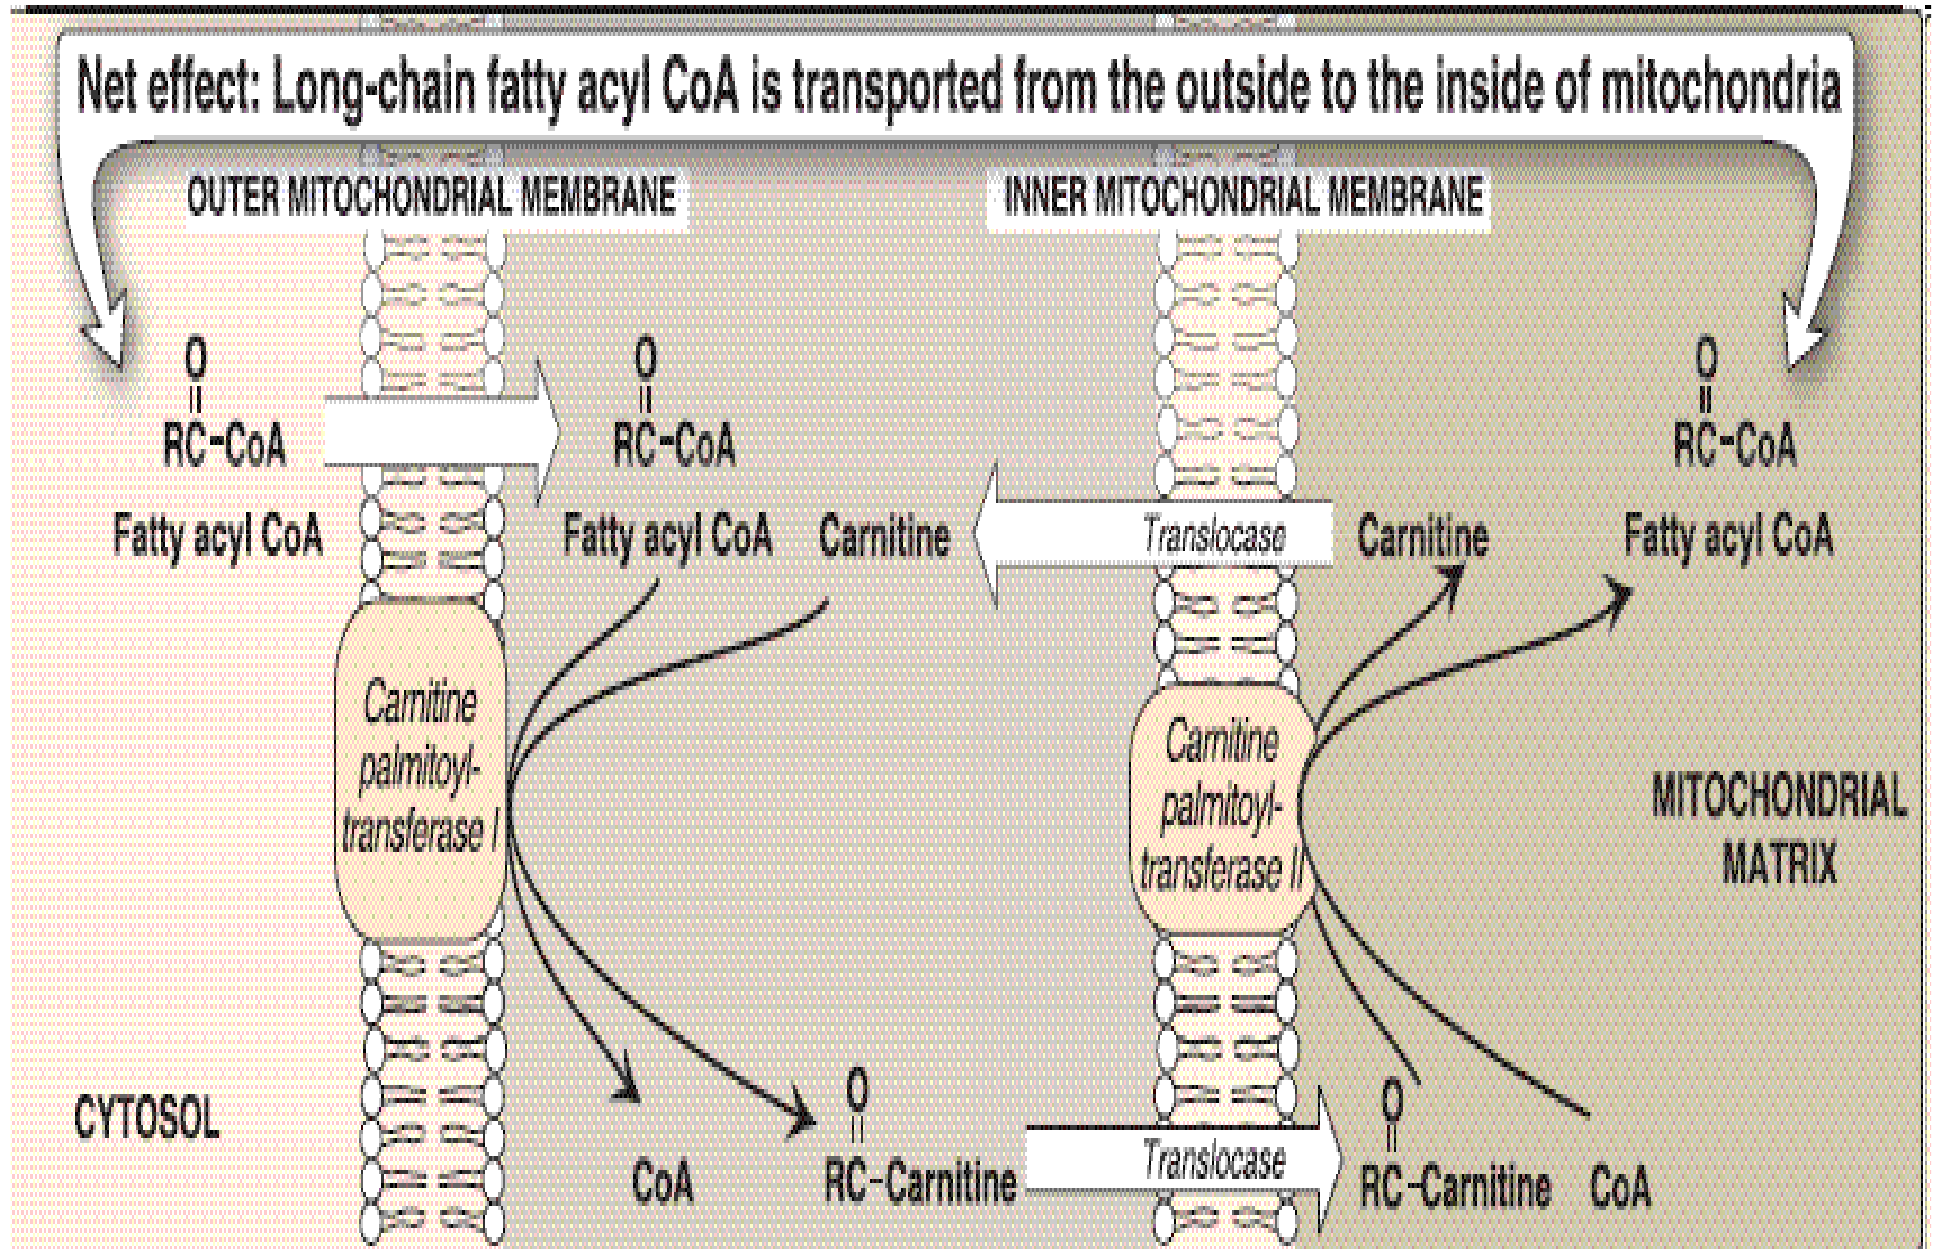 Net effect: Long-chain fatty acyl CoA is transported from the outside to the inside of mitochondria
OUTER MITOCHONDRIAL MEMBRANE
INNER MITOCHONDRIAL MEMBRANE
O
RC-CoA
Fatty acyl CoA
O
RC-CoA
Fatty acyl CoA
Carnitine
Translocase
Carnitine
O
RC-CoA
Fatty acyl CoA
Carnitine
palmitoyl-
transferase I
Carnitine
palmitoyl-
transferase II
MITOCHONDRIAL
MATRIX
CYTOSOL
CoA
O
RC-Carnitine
Translocase
O
RC-Carnitine
CoA